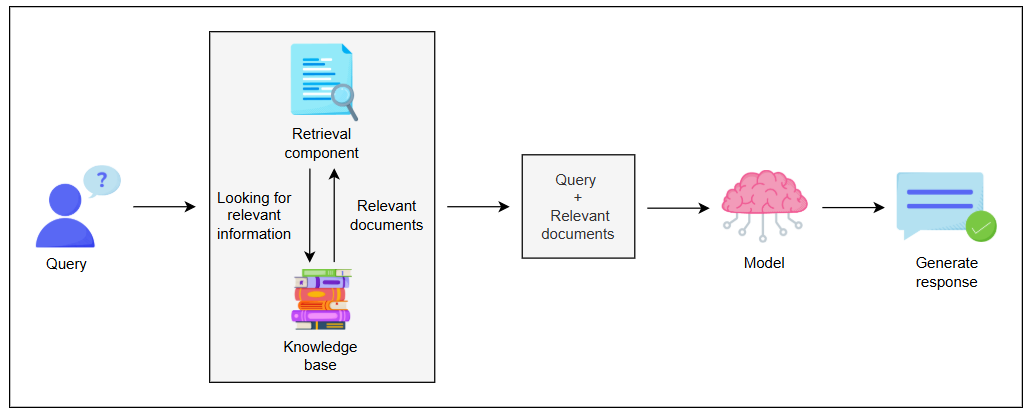 ?
Query
Retrieval
component
Looking for
relevant
information
Relevant
documents
Knowledge
base
Query
+
Relevant
documents
Model
Generate
response